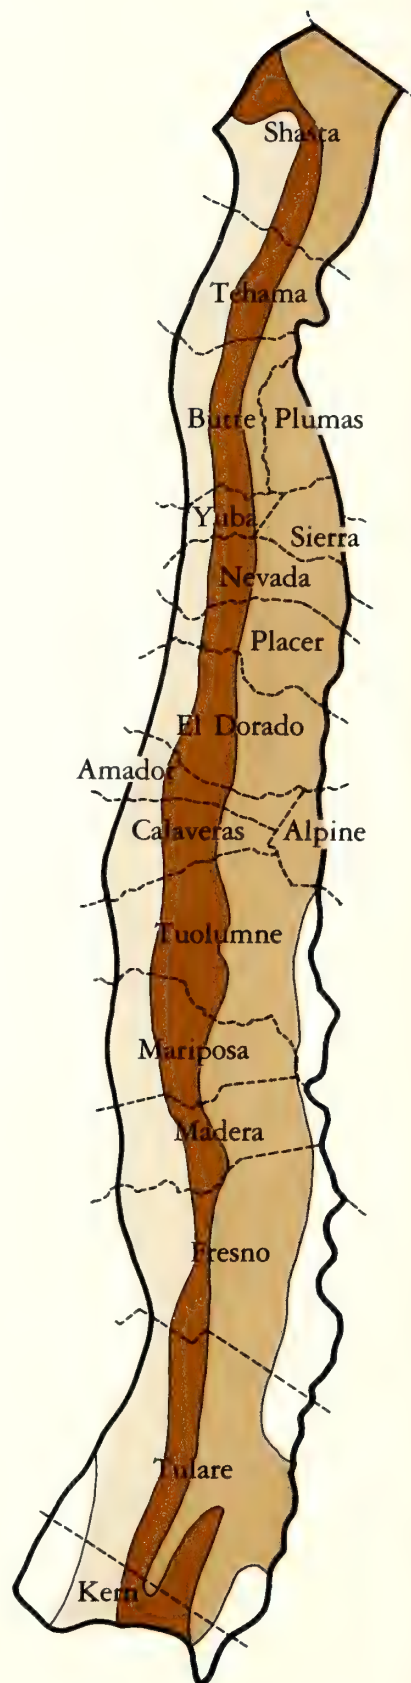 Shasta
Tehama
Butte Plumas
Yuba
Sierra
Nevada
Placer
El Dorado
Amador
Calaveras Alpine
Tuolumne
Mariposa
Madera
Fresno
Tulare
Kern